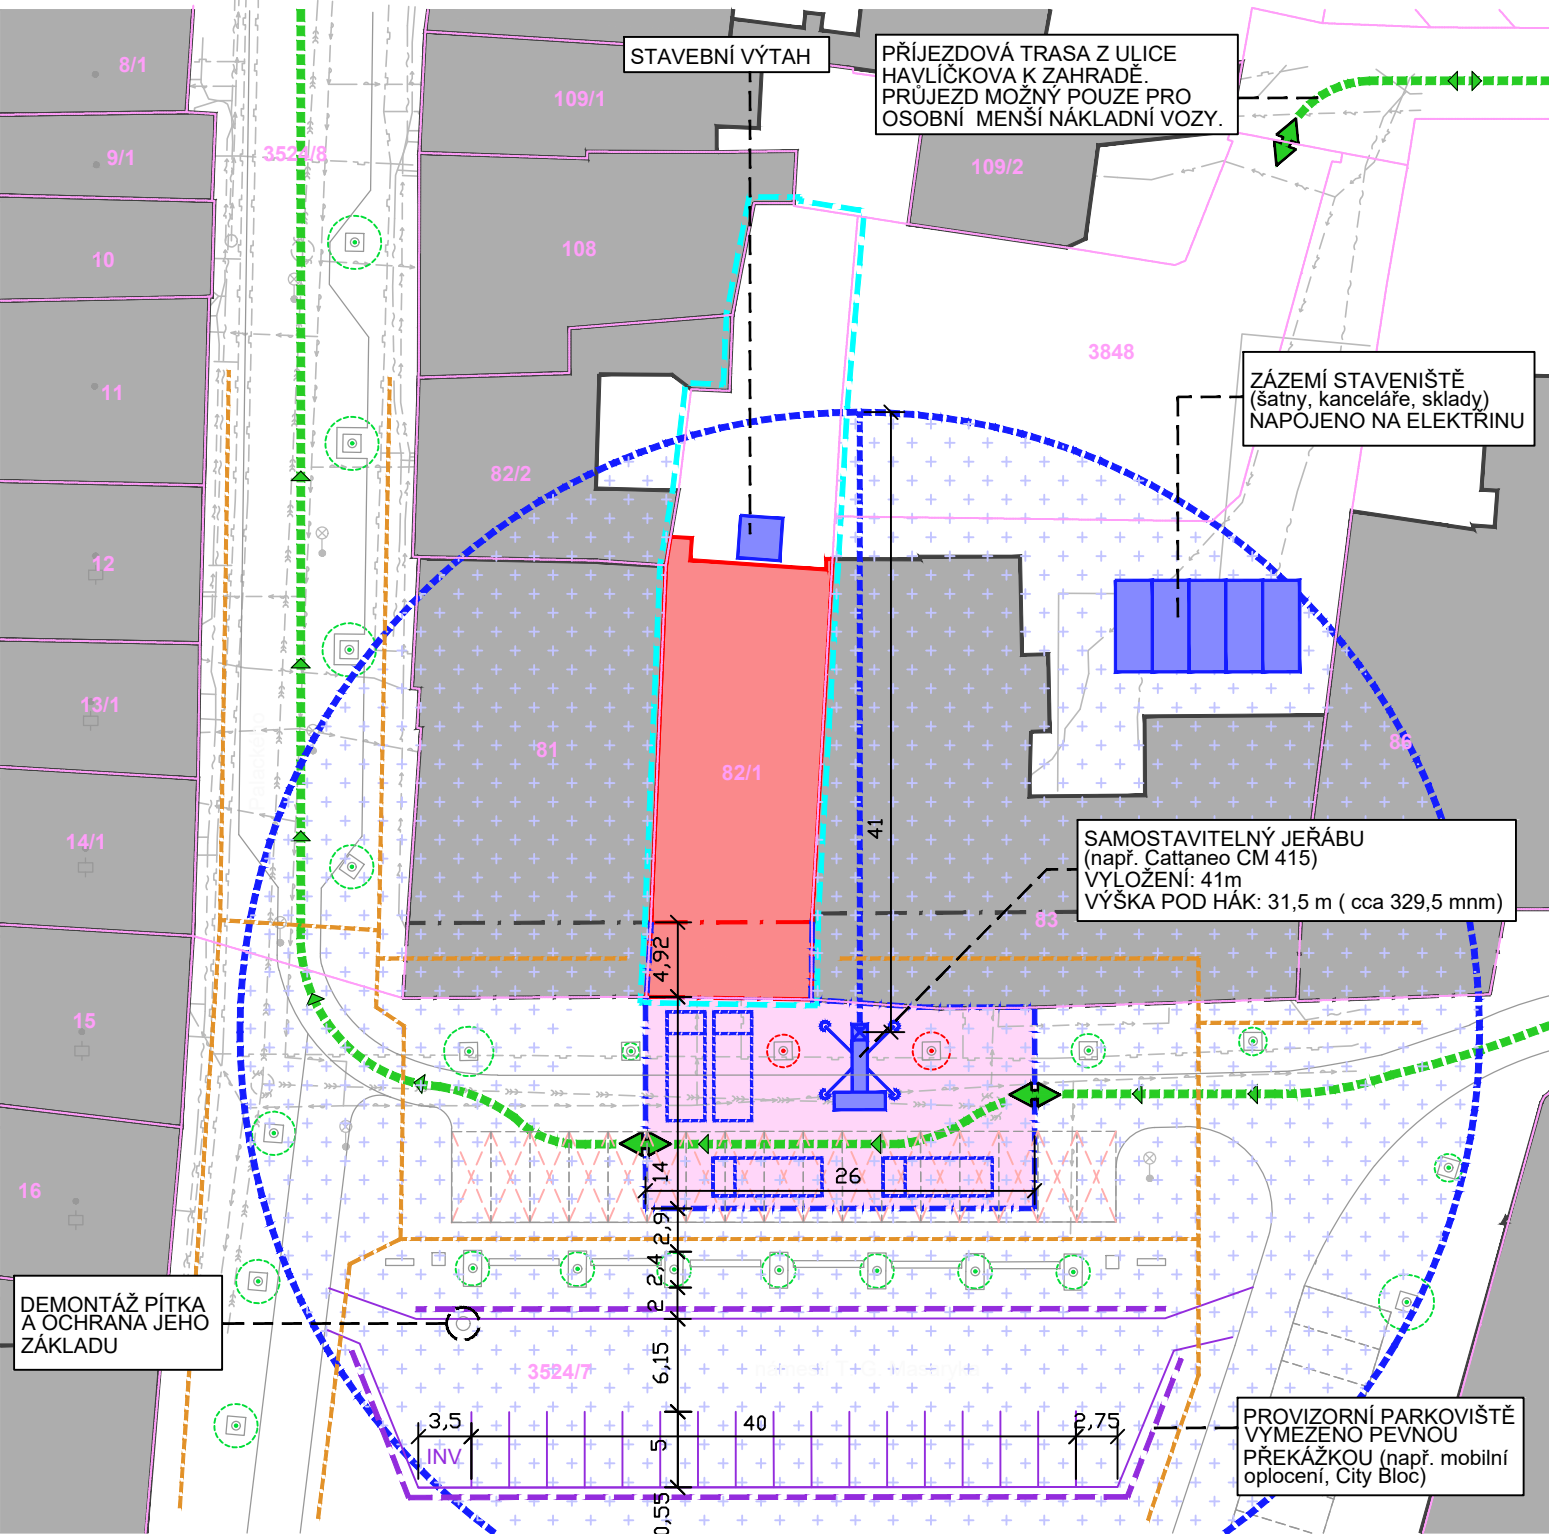 STAVEBNÍ VÝTAH
PŘÍJEZDOVÁ TRASA Z ULICE
HAVLÍČKOVA K ZAHRADĚ.
PRŮJEZD MOŽNÝ POUZE PRO
OSOBNÍ MENŠÍ NÁKLADNÍ VOZY.
8/1
109/1
9/1
3524/8
109/2
10
108
3848
ZÁZEMÍ STAVENIŠTĚ
(šatny, kanceláře, sklady)
NAPOJENO NA ELEKTŘINU
11
82/2
12
13/1
81
82/1
86
41
14/1
SAMOSTAVITELNÝ JEŘÁBU
(např. Cattaneo CM 415)
VYLOŽENÍ: 41m
VÝŠKA POD HÁK: 31,5 m ( cca 329,5 mnm)
83
4,92
15
14
26
16
2,91
2,4
2
DEMONTÁŽ PÍTKA
A OCHRANA JEHO
ZÁKLADU
3524/7
6,15
3,5
40
2,75
INV
5
0,55
PROVIZORNÍ PARKOVIŠTĚ
VYMEZENO PEVNOU
PŘEKÁŽKOU (např. mobilní
oplocení, City Bloc)